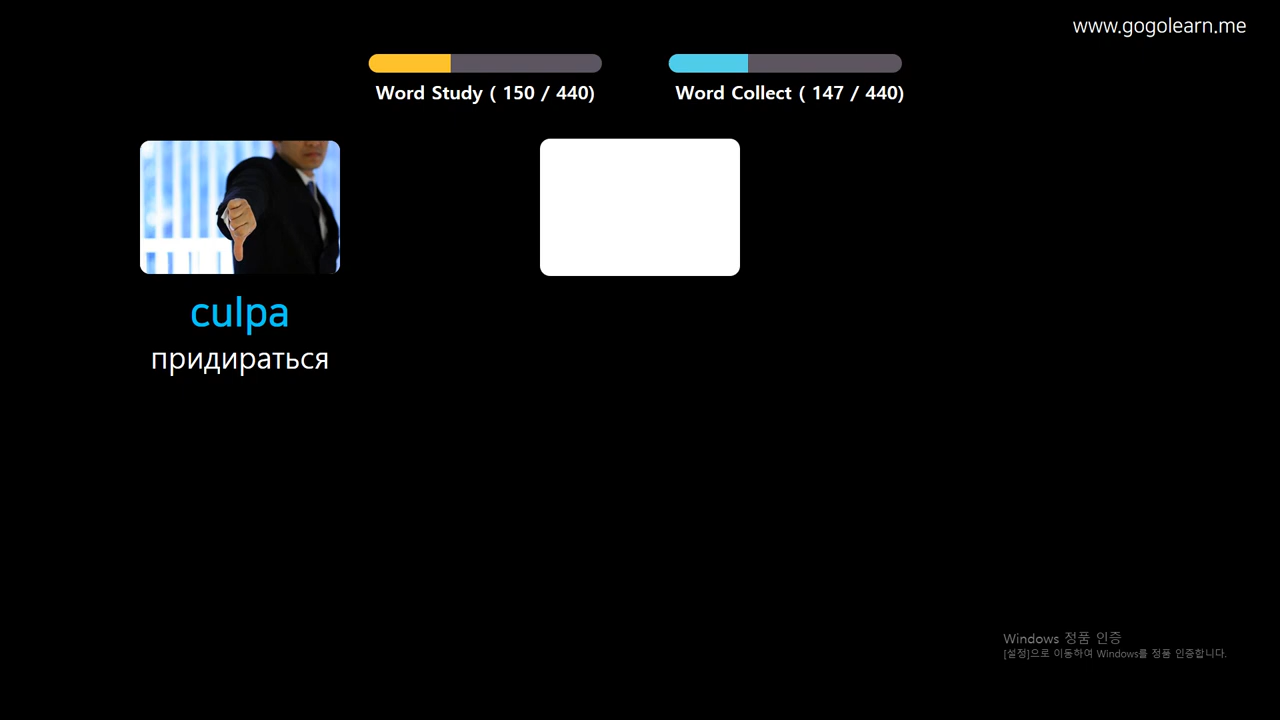 www.gogolearn.me
Word Study ( 150 / 440)
Word Collect ( 147 / 440)
culpa
придираться
Windows 정품 인증
[설정]으로 이동하여 Windows를 정품 인증합니다.